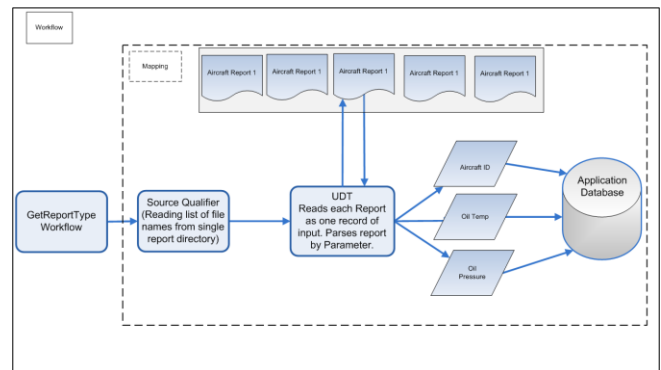 Workflow
Mapping
Aircraft Report 1
Aircraft Report 1
Aircraft Report 1
Aircraft Report 1
Aircraft Report 1
GetReportType
Workflow
Source Qualifier
(Reading list of file
names from single
report directory)
UDT
Reads each Report
as one record of
input. Parses report
by Parameter.
Aircraft ID
Oil Temp
Oil
Pressure
Application
Database